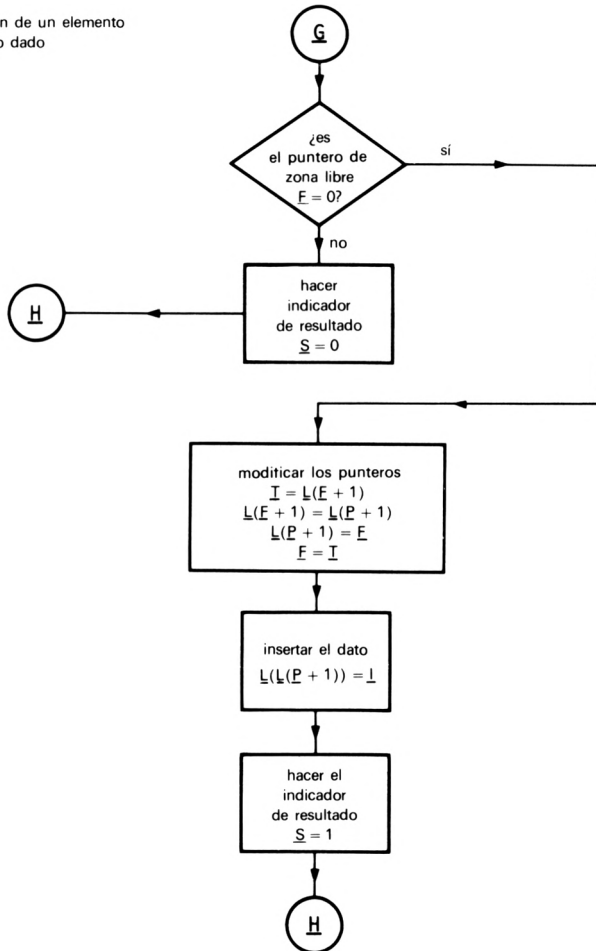 n de un elemento
o dado
G
¿es
el puntero de
zona libre
F = 0?
sí
no
hacer
indicador
de resultado
S = 0
H
moditicar los punteros
T = L(F + 1)
L(F + 1) = L(P + 1)
L(P + 1) = F
F = T
insertar el dato
L(L(P + 1)) = I
hacer el
indicador
de resultado
S = 1
H